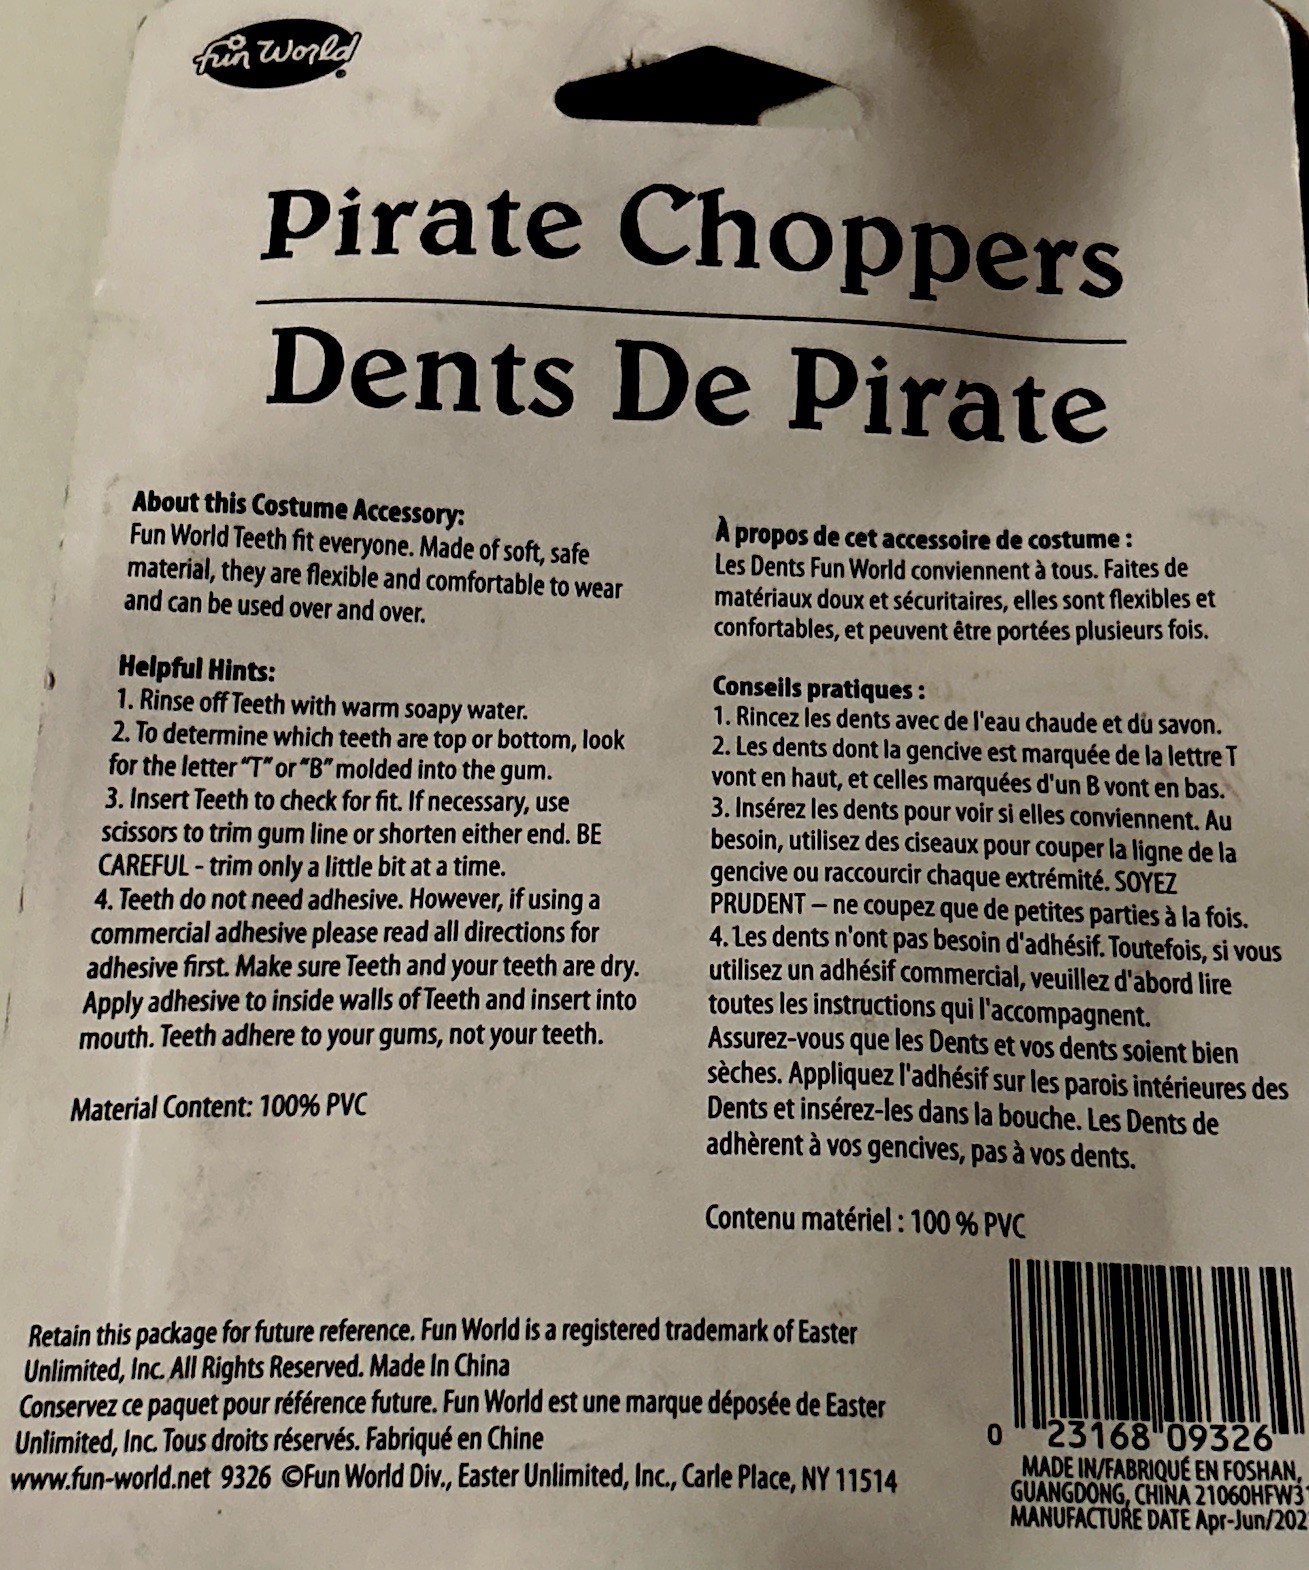 fun World
Pirate Choppers
Dents De Pirate
About this Costume Accessory:
Fun World Teeth fit everyone. Made of soft, safe
material, they are flexible and comfortable to wear
and can be used over and over.
Helpful Hints:
1. Rinse off Teeth with warm soapy water.
2. To determine which teeth are top or bottom, look
for the letter “T” or “B” molded into the gum.
3. Insert Teeth to check for fit. If necessary, use
scissors to trim gum line or shorten either end. BE
CAREFUL - trim only a little bit at a time.
4. Teeth do not need adhesive. However, if using a
commercial adhesive please read all directions for
adhesive first. Make sure Teeth and your teeth are dry.
Apply adhesive to inside walls of Teeth and insert into
mouth. Teeth adhere to your gums, not your teeth.
Material Content: 100% PVC
À propos de cet accessoire de costume :
Les Dents Fun World conviennent à tous. Faites de
matériaux doux et sécuritaires, elles sont flexibles et
confortables, et peuvent être portées plusieurs fois.
Conseils pratiques :
1. Rincez les dents avec de l'eau chaude et du savon.
2. Les dents dont la gencive est marquée de la lettre T
vont en haut, et celles marquées d'un B vont en bas.
3. Insérez les dents pour voir si elles conviennent. Au
besoin, utilisez des ciseaux pour couper la ligne de la
gencive ou raccourcir chaque extrémité. SOYEZ
PRUDENT – ne coupez que de petites parties à la fois.
4. Les dents n'ont pas besoin d'adhésif. Toutefois, si vous
utilisez un adhésif commercial, veuillez d'abord lire
toutes les instructions qui l'accompagnent.
Assurez-vous que les Dents et vos dents soient bien
sèches. Appliquez l'adhésif sur les parois intérieures des
Dents et insérez-les dans la bouche. Les Dents de
adhèrent à vos gencives, pas à vos dents.
Contenu matériel : 100 % PVC
Retain this package for future reference. Fun World is a registered trademark of Easter
Unlimited, Inc. All Rights Reserved. Made In China
Conservez ce paquet pour référence future. Fun World est une marque déposée de Easter
Unlimited, Inc. Tous droits réservés. Fabriqué en Chine
www.fun-world.net 9326 ©Fun World Div., Easter Unlimited, Inc., Carle Place, NY 11514
0 23168 09326
MADE IN/FABRIQUÉ EN FOSHAN,
GUANGDONG, CHINA 21060HFW3
MANUFACTURE DATE Apr-Jun/202